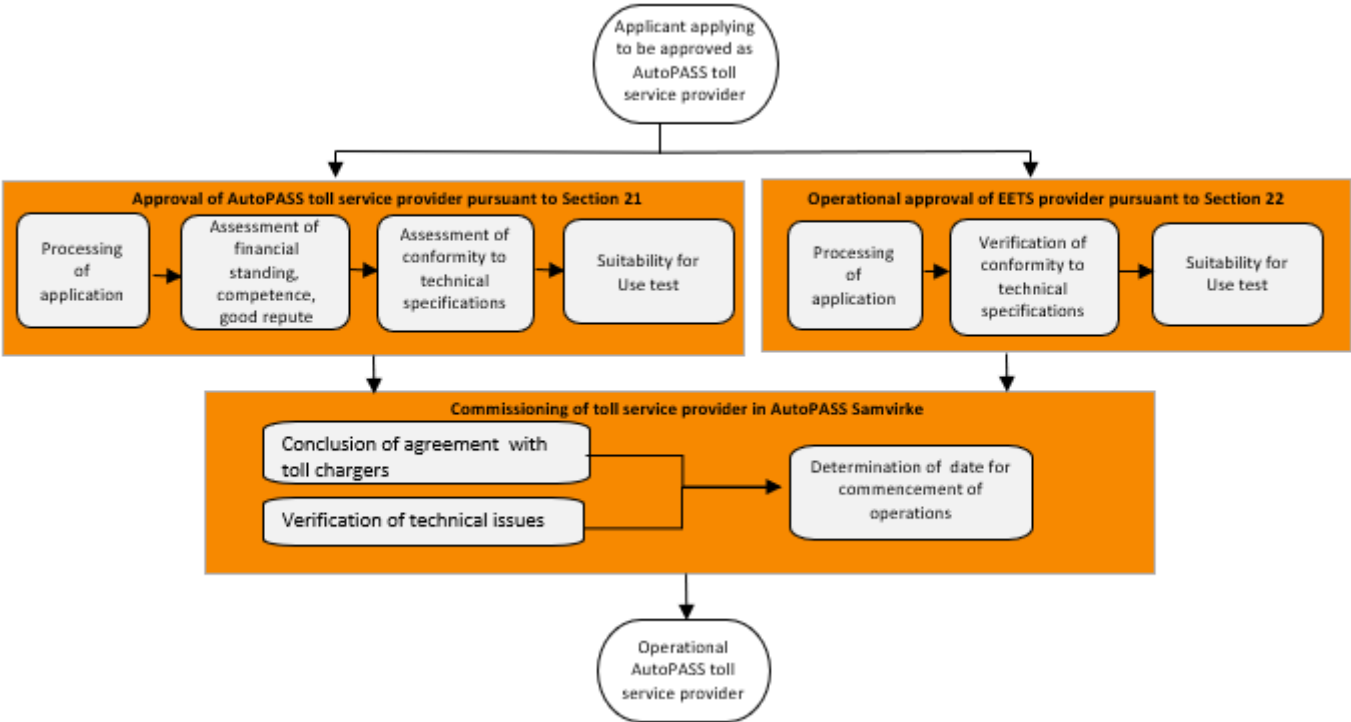 Applicant applying
to be approved as
AutoPASS toll
service provider
Approval of AutoPASS toll service provider pursuant to Section 21
Processing
of
application
Assessment of
financial
standing,
competence,
good repute
Assessment of
conformity to
technical
specifications
Suitability for
Use test
Operational approval of EETS provider pursuant to Section 22
Processing
of
application
Verification of
conformity to
technical
specifications
Suitability for
Use test
Commissioning of toll service provider in AutoPASS Samvirke
Conclusion of agreement with
toll chargers
Verification of technical issues
Determination of date for
commencement of
operations
Operational
AutoPASS toll
service provider